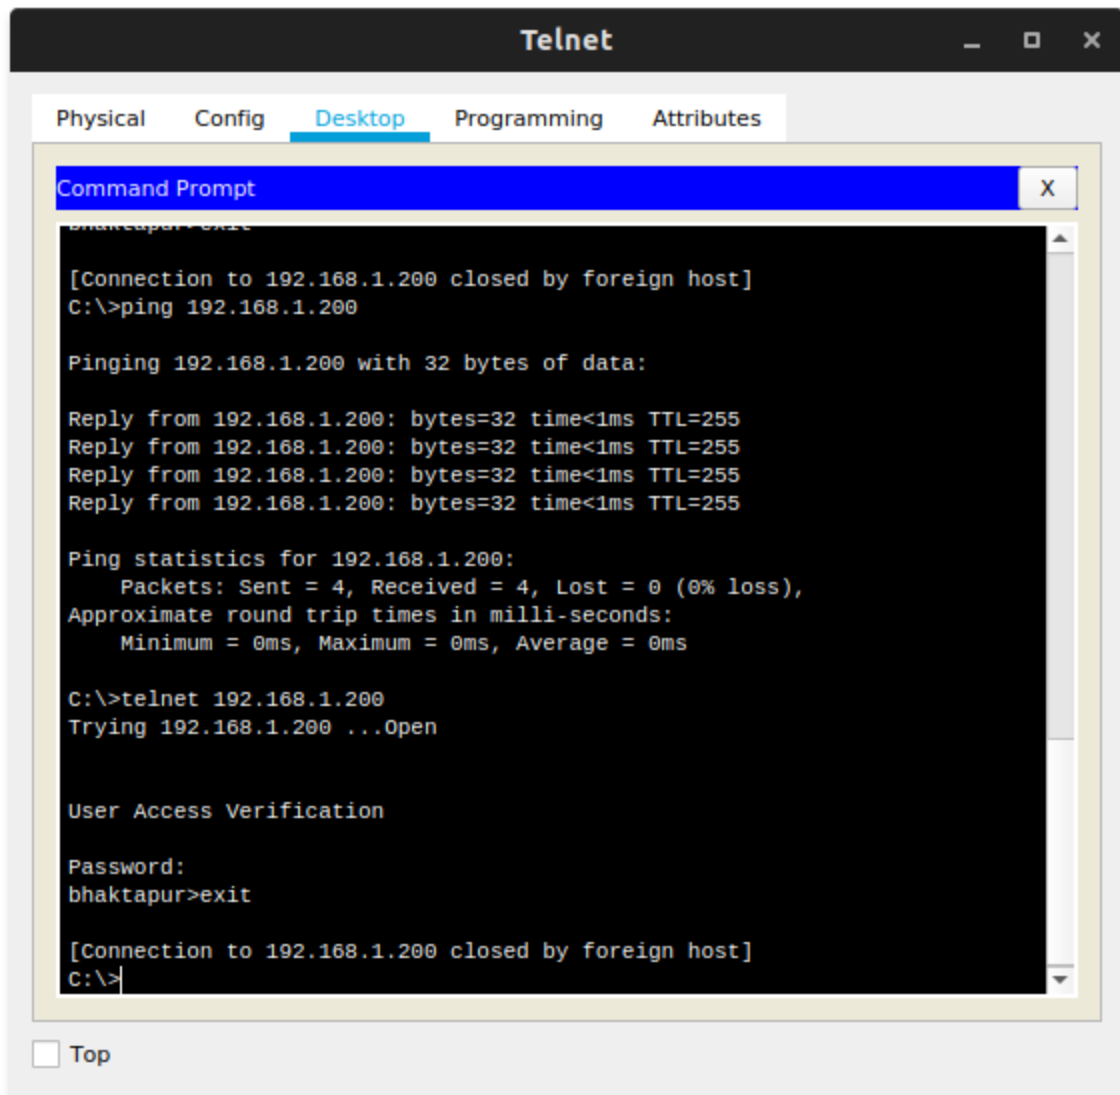 Telnet
Physical Config Desktop Programming Attributes
Command Prompt X
bhaktapur>exit
[Connection to 192.168.1.200 closed by foreign host]
C:\>ping 192.168.1.200
Pinging 192.168.1.200 with 32 bytes of data:
Reply from 192.168.1.200: bytes=32 time<1ms TTL=255
Reply from 192.168.1.200: bytes=32 time<1ms TTL=255
Reply from 192.168.1.200: bytes=32 time<1ms TTL=255
Reply from 192.168.1.200: bytes=32 time<1ms TTL=255
Ping statistics for 192.168.1.200:
    Packets: Sent = 4, Received = 4, Lost = 0 (0% loss),
Approximate round trip times in milli-seconds:
    Minimum = 0ms, Maximum = 0ms, Average = 0ms
C:\>telnet 192.168.1.200
Trying 192.168.1.200 ...Open
User Access Verification
Password:
bhaktapur>exit
[Connection to 192.168.1.200 closed by foreign host]
C:\>
Top